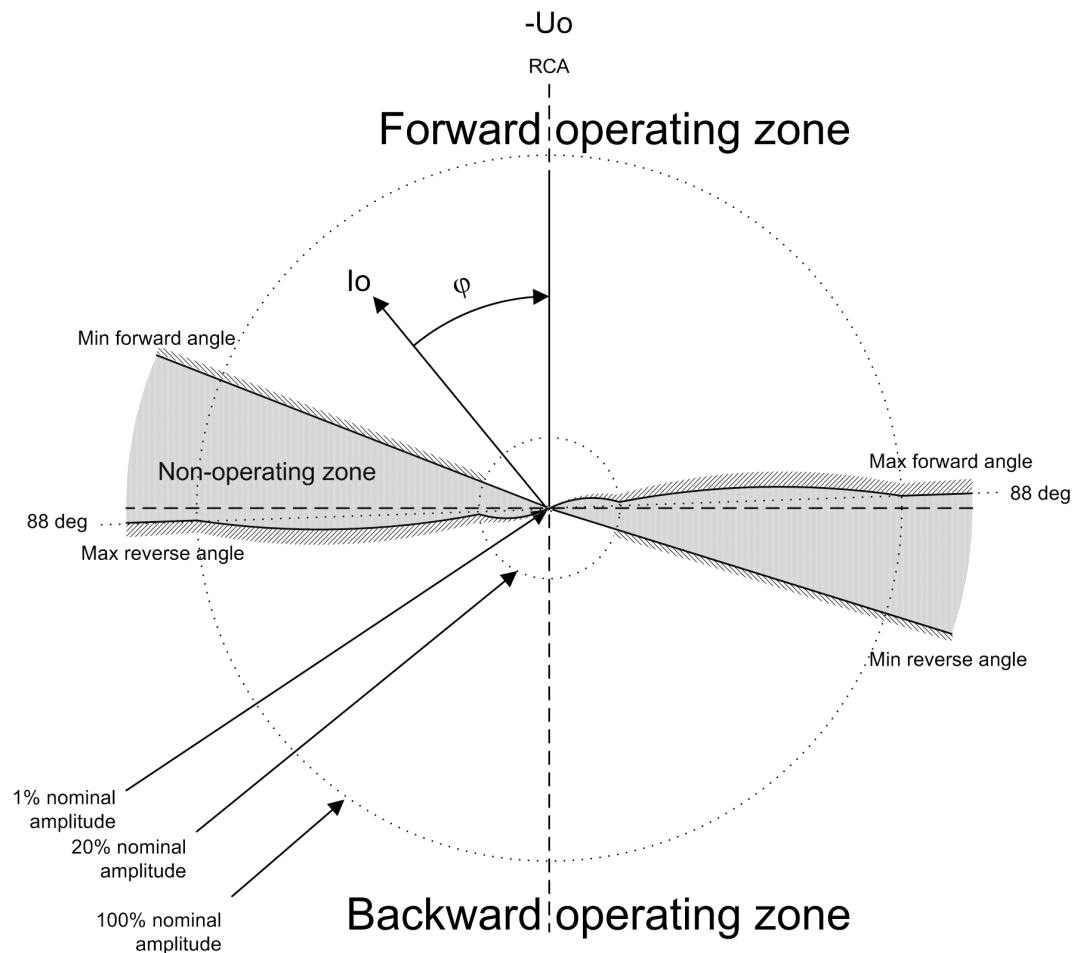 -Uo
RCA
Forward operating zone
Io
φ
Min forward angle
Non-operating zone
Max forward angle
88 deg
88 deg
Max reverse angle
Min reverse angle
1% nominal
amplitude
20% nominal
amplitude
100% nominal
amplitude
Backward operating zone